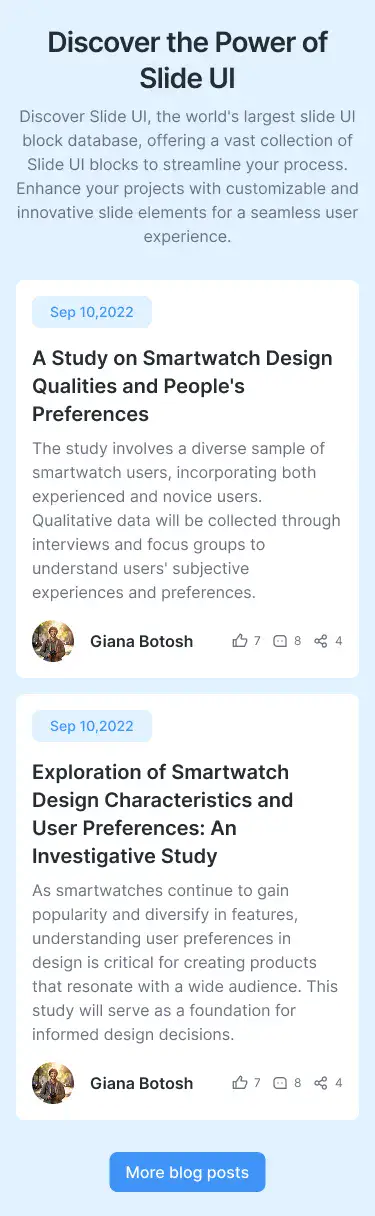 Discover the Power of
Slide UI
Discover Slide UI, the world's largest slide UI
block database, offering a vast collection of
Slide UI blocks to streamline your process.
Enhance your projects with customizable and
innovative slide elements for a seamless user
experience.
Sep 10,2022
A Study on Smartwatch Design
Qualities and People's
Preferences
The study involves a diverse sample of
smartwatch users, incorporating both
experienced and novice users.
Qualitative data will be collected through
interviews and focus groups to
understand users' subjective
experiences and preferences.
Giana Botosh 7 8 4
Sep 10,2022
Exploration of Smartwatch
Design Characteristics and
User Preferences: An
Investigative Study
As smartwatches continue to gain
popularity and diversify in features,
understanding user preferences in
design is critical for creating products
that resonate with a wide audience. This
study will serve as a foundation for
informed design decisions.
Giana Botosh 7 8 4
More blog posts